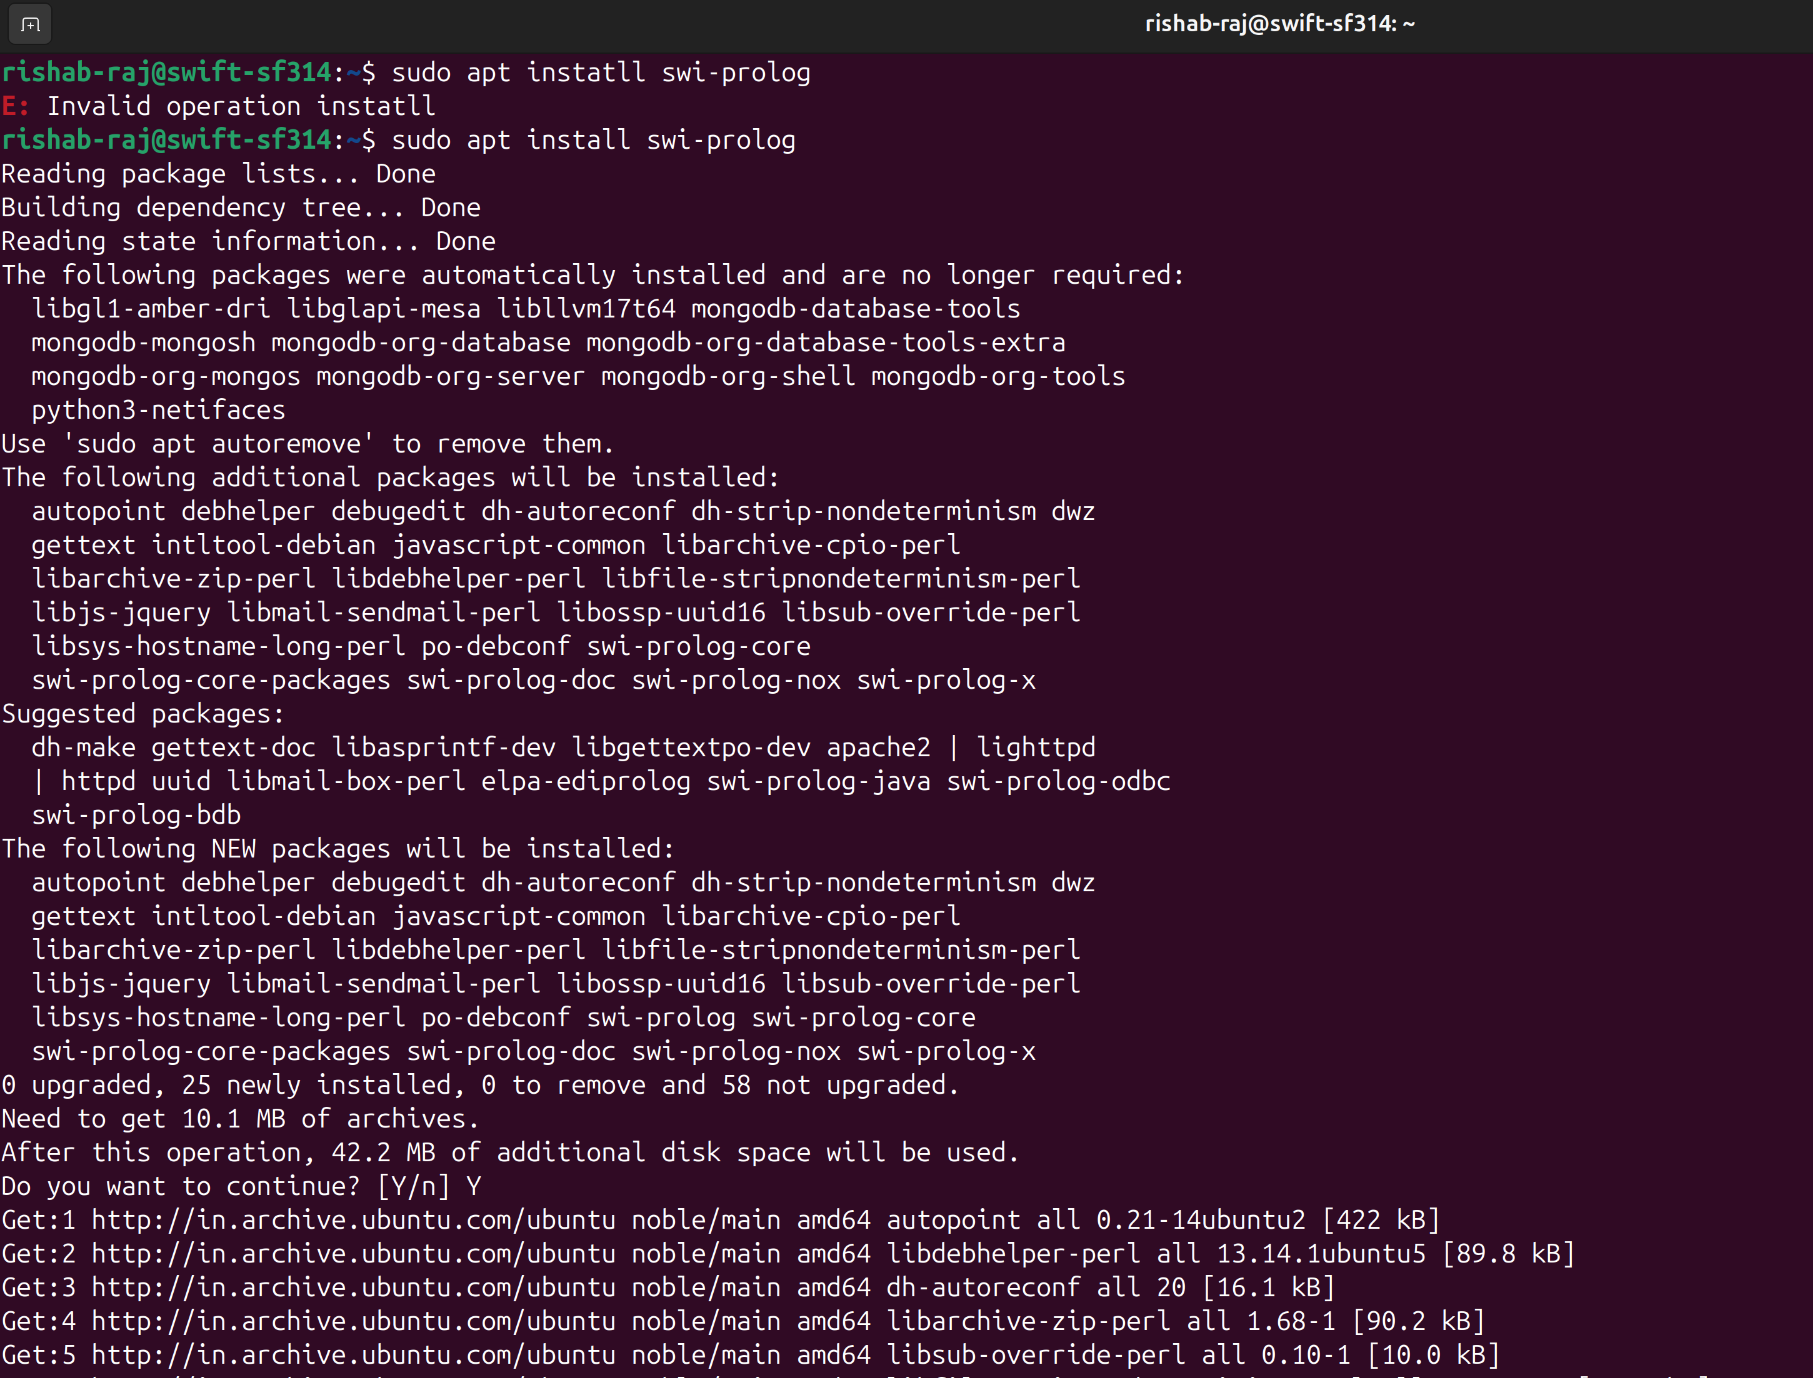 rishab-raj@swift-sf314: ~
rishab-raj@swift-sf314:~$ sudo apt instatll swi-prolog
E: Invalid operation instatll
rishab-raj@swift-sf314:~$ sudo apt install swi-prolog
Reading package lists... Done
Building dependency tree... Done
Reading state information... Done
The following packages were automatically installed and are no longer required:
  libgl1-amber-dri libglapi-mesa libllvm17t64 mongodb-database-tools
  mongodb-mongosh mongodb-org-database mongodb-org-database-tools-extra
  mongodb-org-mongos mongodb-org-server mongodb-org-shell mongodb-org-tools
  python3-netifaces
Use 'sudo apt autoremove' to remove them.
The following additional packages will be installed:
  autopoint debhelper debugedit dh-autoreconf dh-strip-nondeterminism dwz
  gettext intltool-debian javascript-common libarchive-cpio-perl
  libarchive-zip-perl libdebhelper-perl libfile-stripnondeterminism-perl
  libjs-jquery libmail-sendmail-perl libossp-uuid16 libsub-override-perl
  libsys-hostname-long-perl po-debconf swi-prolog-core
  swi-prolog-core-packages swi-prolog-doc swi-prolog-nox swi-prolog-x
Suggested packages:
  dh-make gettext-doc libasprintf-dev libgettextpo-dev apache2 | lighttpd
  | httpd uuid libmail-box-perl elpa-ediprolog swi-prolog-java swi-prolog-odbc
  swi-prolog-bdb
The following NEW packages will be installed:
  autopoint debhelper debugedit dh-autoreconf dh-strip-nondeterminism dwz
  gettext intltool-debian javascript-common libarchive-cpio-perl
  libarchive-zip-perl libdebhelper-perl libfile-stripnondeterminism-perl
  libjs-jquery libmail-sendmail-perl libossp-uuid16 libsub-override-perl
  libsys-hostname-long-perl po-debconf swi-prolog swi-prolog-core
  swi-prolog-core-packages swi-prolog-doc swi-prolog-nox swi-prolog-x
0 upgraded, 25 newly installed, 0 to remove and 58 not upgraded.
Need to get 10.1 MB of archives.
After this operation, 42.2 MB of additional disk space will be used.
Do you want to continue? [Y/n] Y
Get:1 http://in.archive.ubuntu.com/ubuntu noble/main amd64 autopoint all 0.21-14ubuntu2 [422 kB]
Get:2 http://in.archive.ubuntu.com/ubuntu noble/main amd64 libdebhelper-perl all 13.14.1ubuntu5 [89.8 kB]
Get:3 http://in.archive.ubuntu.com/ubuntu noble/main amd64 dh-autoreconf all 20 [16.1 kB]
Get:4 http://in.archive.ubuntu.com/ubuntu noble/main amd64 libarchive-zip-perl all 1.68-1 [90.2 kB]
Get:5 http://in.archive.ubuntu.com/ubuntu noble/main amd64 libsub-override-perl all 0.10-1 [10.0 kB]